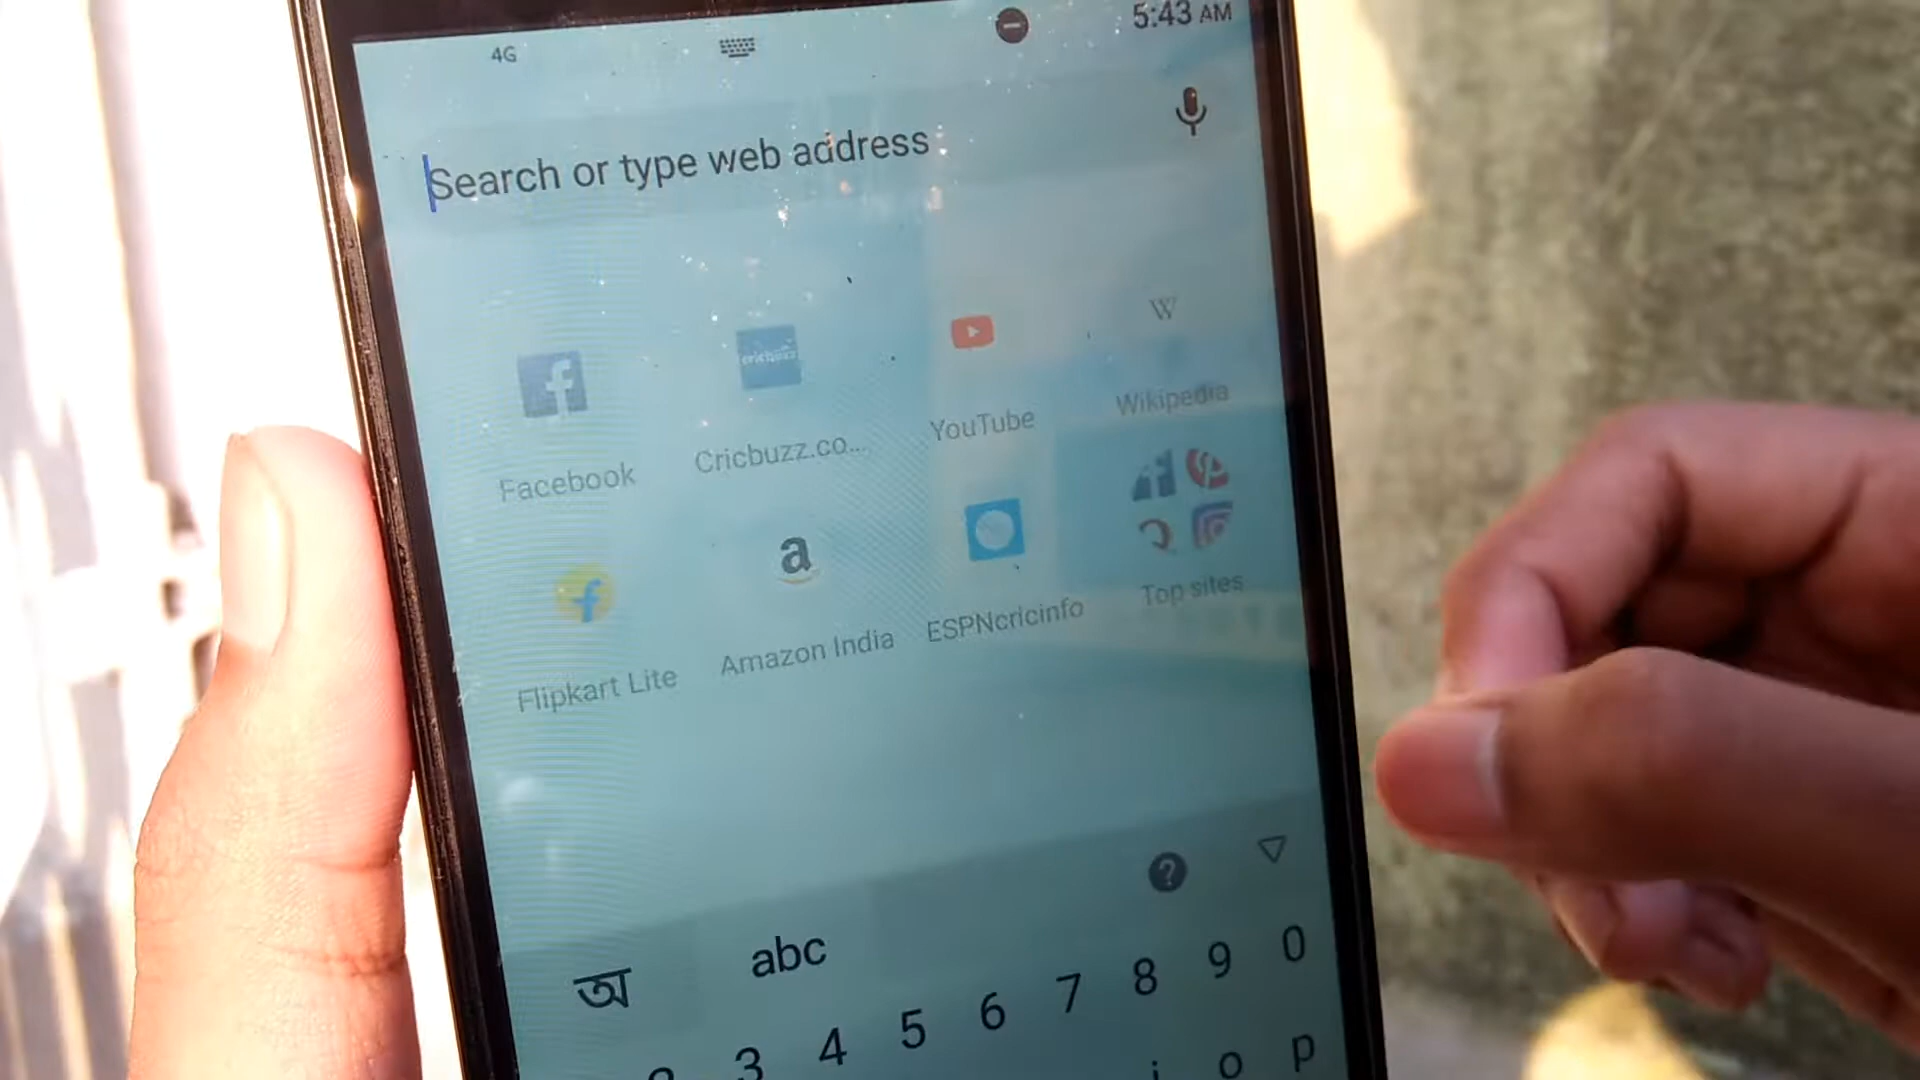 4G 5:43 AM
Search or type web address
f cricbuzz W
Facebook Cricbuzz.co... YouTube Wikipedia
f a
Flipkart Lite Amazon India ESPNcricinfo Top sites
?
অ abc
3 4 5 6 7 8 9 0
i o p